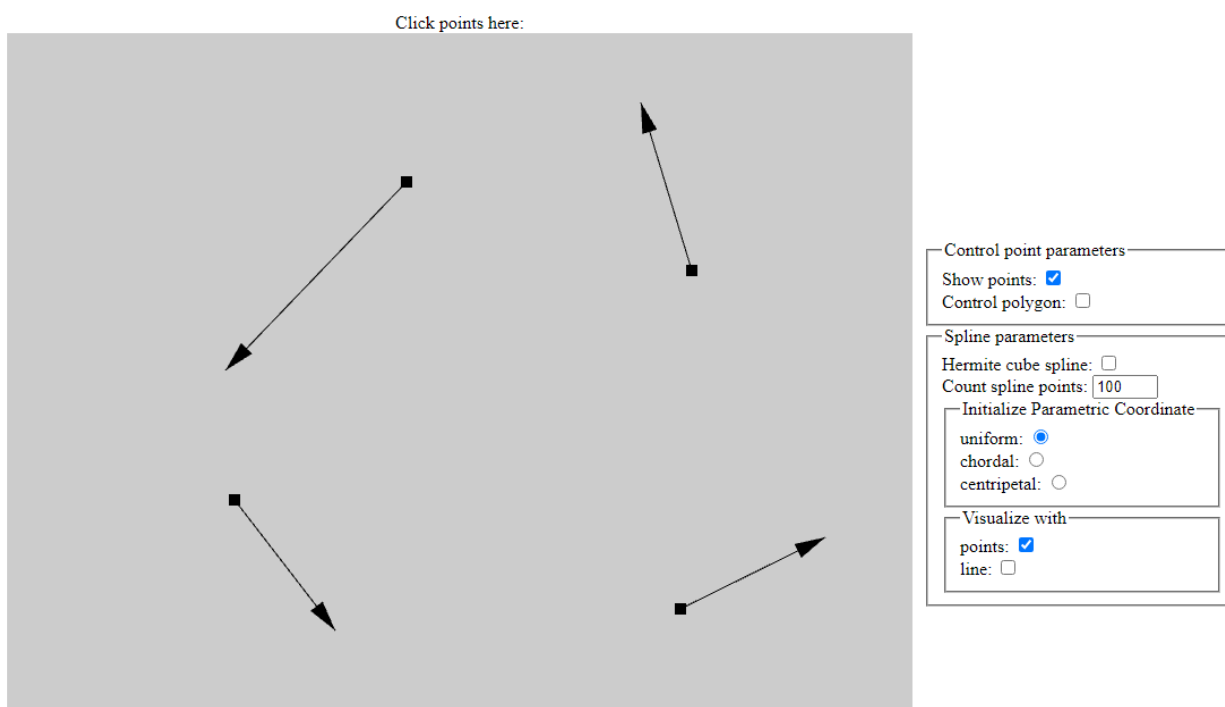 Click points here:
Control point parameters
Show points:
Control polygon:
Spline parameters
Hermite cube spline:
Count spline points: 100
Initialize Parametric Coordinate
uniform:
chordal:
centripetal:
Visualize with
points:
line: